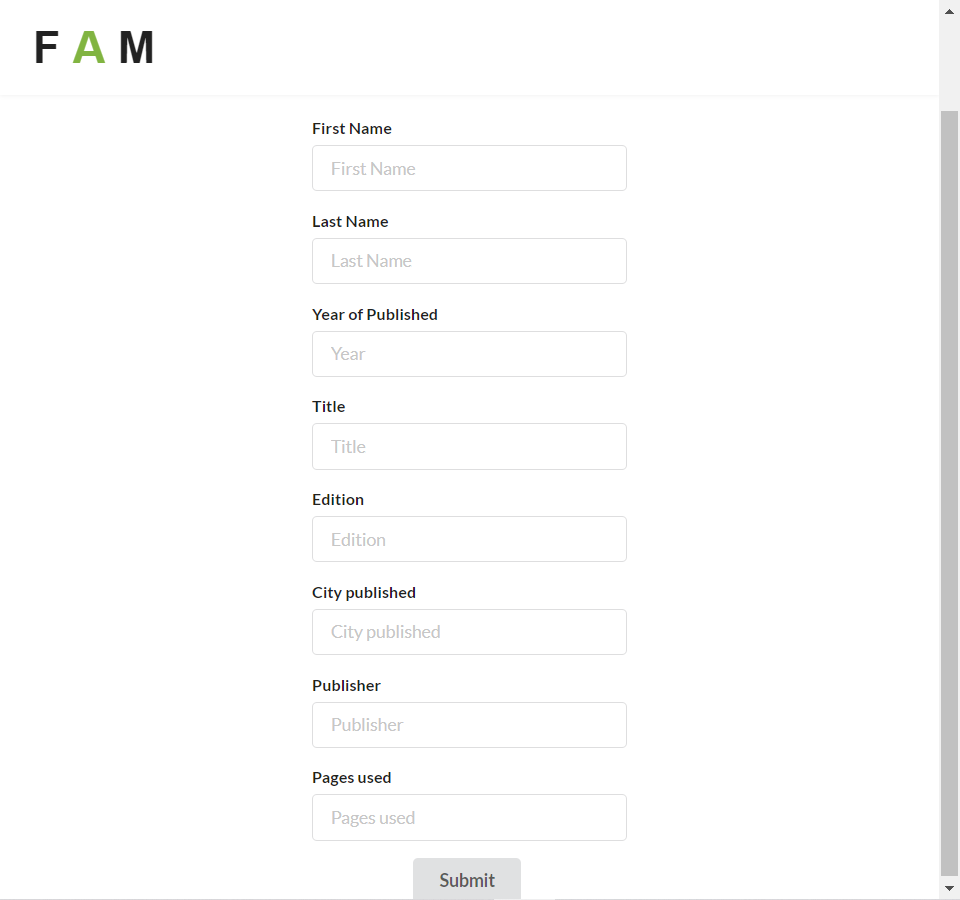 F A M
First Name
First Name
Last Name
Last Name
Year of Published
Year
Title
Title
Edition
Edition
City published
City published
Publisher
Publisher
Pages used
Pages used
Submit